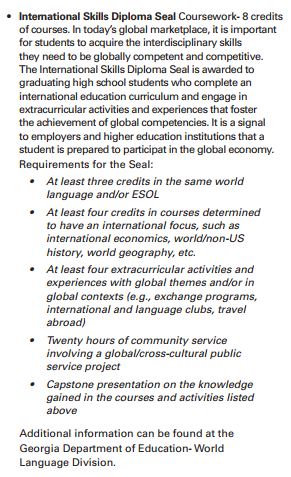 • International Skills Diploma Seal Coursework- 8 credits
of courses. In today's global marketplace, it is important
for students to acquire the interdisciplinary skills
they need to be globally competent and competitive.
The International Skills Diploma Seal is awarded to
graduating high school students who complete an
international education curriculum and engage in
extracurricular activities and experiences that foster
the achievement of global competencies. It is a signal
to employers and higher education institutions that a
student is prepared to participat in the global economy.
Requirements for the Seal:
• At least three credits in the same world
language and/or ESOL
• At least four credits in courses determined
to have an international focus, such as
international economics, world/non-US
history, world geography, etc.
• At least four extracurricular activities and
experiences with global themes and/or in
global contexts (e.g., exchange programs,
international and language clubs, travel
abroad)
• Twenty hours of community service
involving a global/cross-cultural public
service project
• Capstone presentation on the knowledge
gained in the courses and activities listed
above
Additional information can be found at the
Georgia Department of Education- World
Language Division.